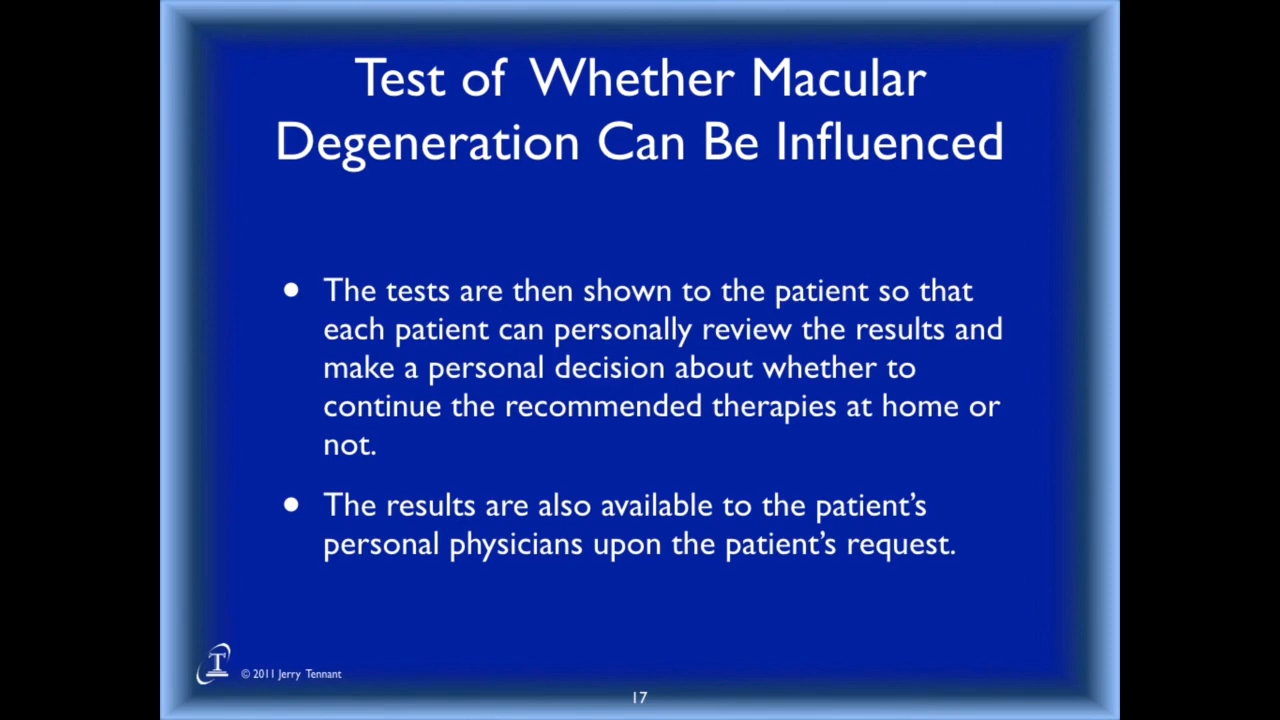 Test of Whether Macular
Degeneration Can Be Influenced
• The tests are then shown to the patient so that
each patient can personally review the results and
make a personal decision about whether to
continue the recommended therapies at home or
not.
• The results are also available to the patient’s
personal physicians upon the patient’s request.
T
© 2011 Jerry Tennant
17